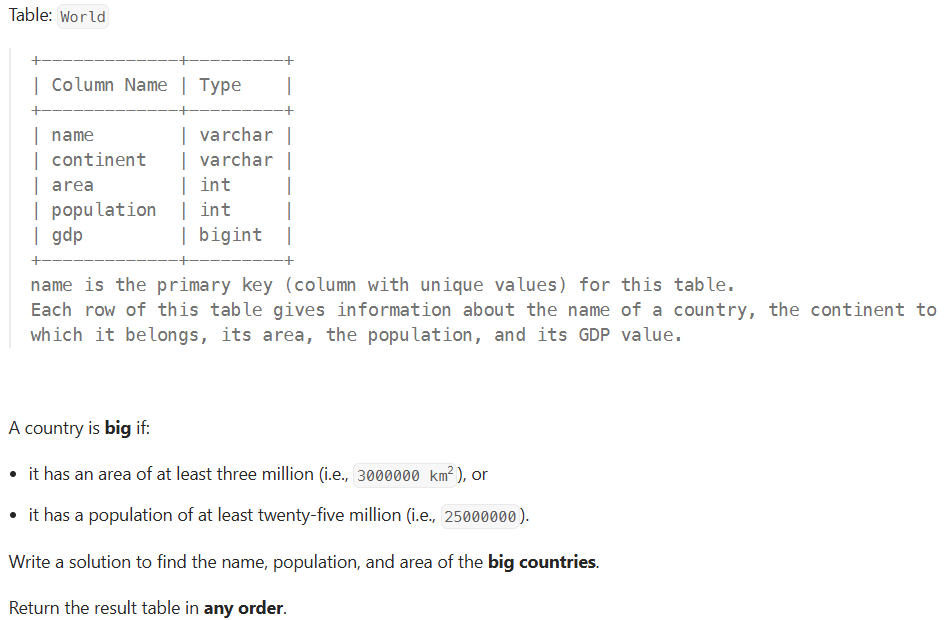 Table: World
+-------------+---------+
| Column Name | Type    |
+-------------+---------+
| name        | varchar |
| continent   | varchar |
| area        | int     |
| population  | int     |
| gdp         | bigint  |
+-------------+---------+
name is the primary key (column with unique values) for this table.
Each row of this table gives information about the name of a country, the continent to
which it belongs, its area, the population, and its GDP value.
A country is big if:
• it has an area of at least three million (i.e., 3000000 km²), or
• it has a population of at least twenty-five million (i.e., 25000000).
Write a solution to find the name, population, and area of the big countries.
Return the result table in any order.